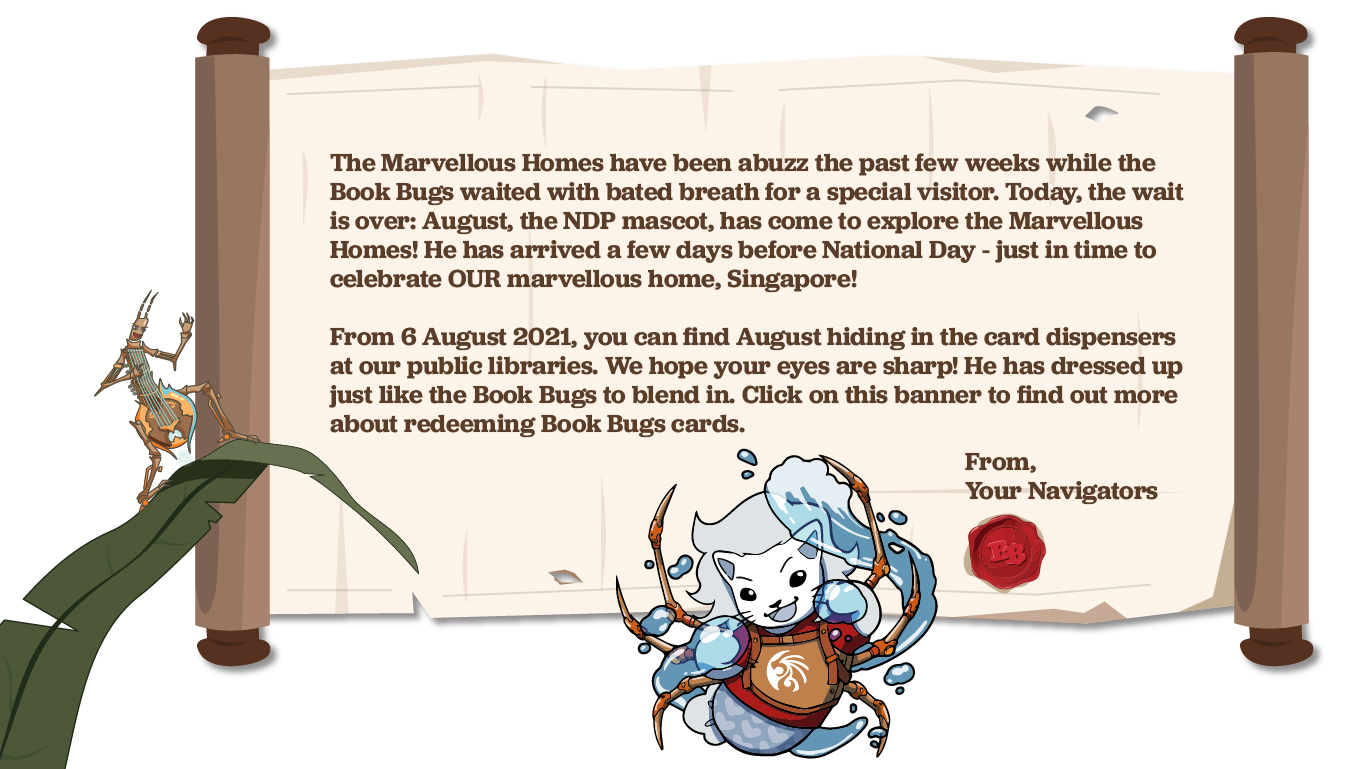 The Marvellous Homes have been abuzz the past few weeks while the
Book Bugs waited with bated breath for a special visitor. Today, the wait
is over: August, the NDP mascot, has come to explore the Marvellous
Homes! He has arrived a few days before National Day - just in time to
celebrate OUR marvellous home, Singapore!
From 6 August 2021, you can find August hiding in the card dispensers
at our public libraries. We hope your eyes are sharp! He has dressed up
just like the Book Bugs to blend in. Click on this banner to find out more
about redeeming Book Bugs cards.
From,
Your Navigators
BB